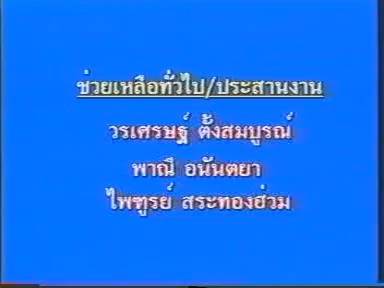 ช่วยเหลือทั่วไป/ประสานงาน
วรเศรษฐ์ ตั้งสมบูรณ์
พาณี อนันตยา
ไพฑูรย์ สระทองฮ่วม